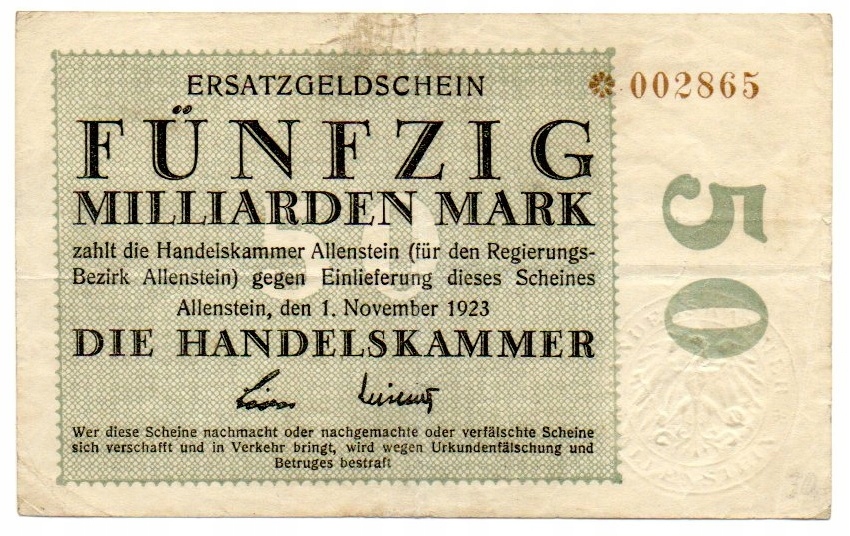 ERSATZGELDSCHEIN
002865
FÜNFZIG
MILLIARDEN MARK
zahlt die Handelskammer Allenstein (für den Regierungs-
Bezirk Allenstein) gegen Einlieferung dieses Scheines
Allenstein, den 1. November 1923
DIE HANDELSKAMMER
Wer diese Scheine nachmacht oder nachgemachte oder verfälschte Scheine
sich verschafft und in Verkehr bringt, wird wegen Urkundenfälschung und
Betruges bestraft
50
50